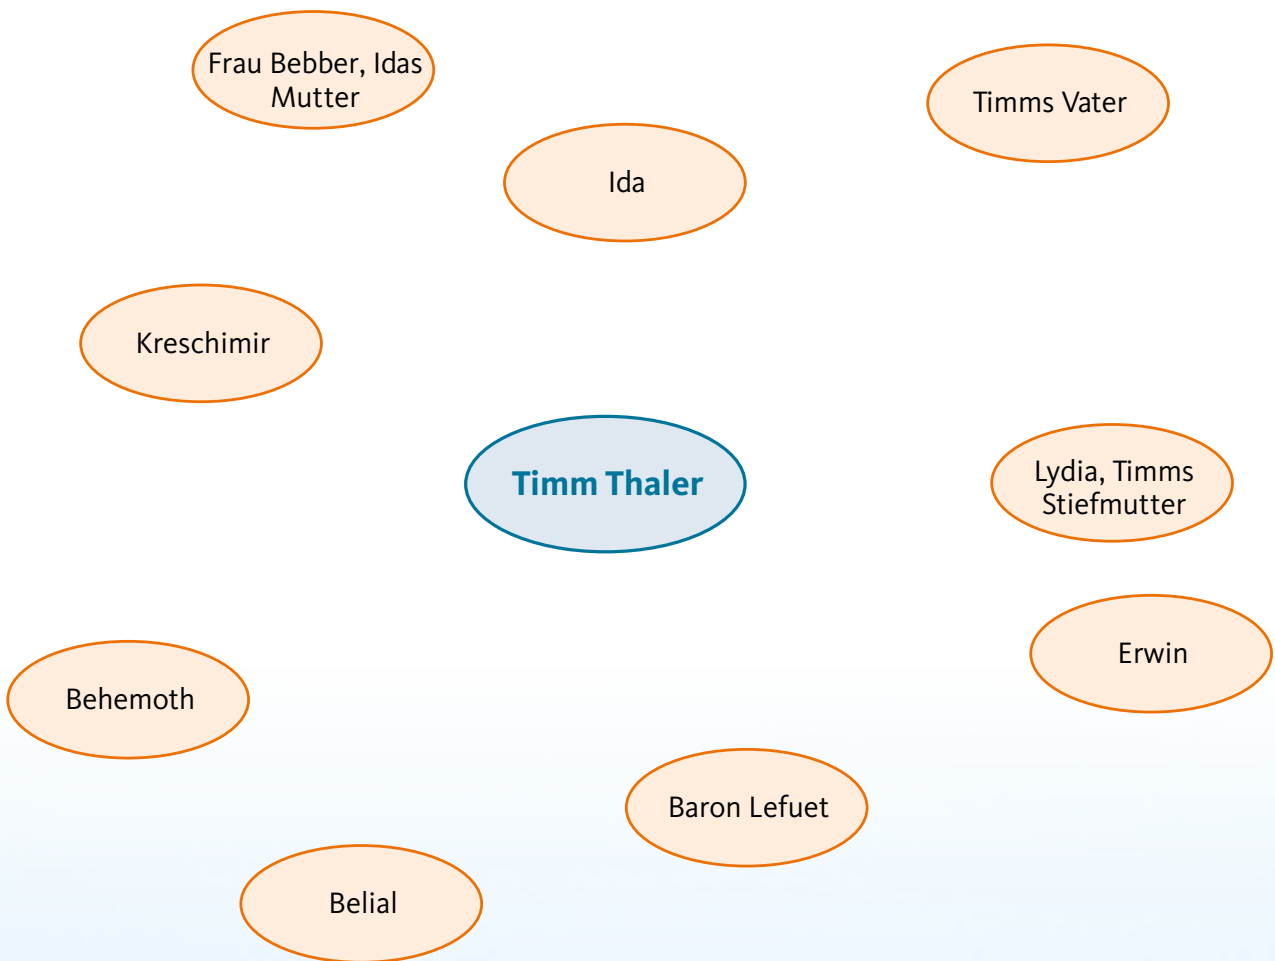 Frau Bebber, Idas
Mutter
Timms Vater
Ida
Kreschimir
Timm Thaler
Lydia, Timms
Stiefmutter
Erwin
Behemoth
Baron Lefuet
Belial